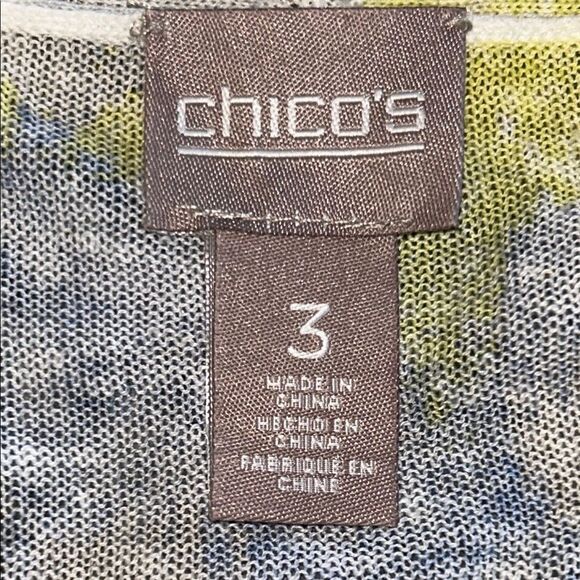 chico's
3
MADE IN
CHINA
HECHO EN
CHINA
FABRIQUE EN
CHINE